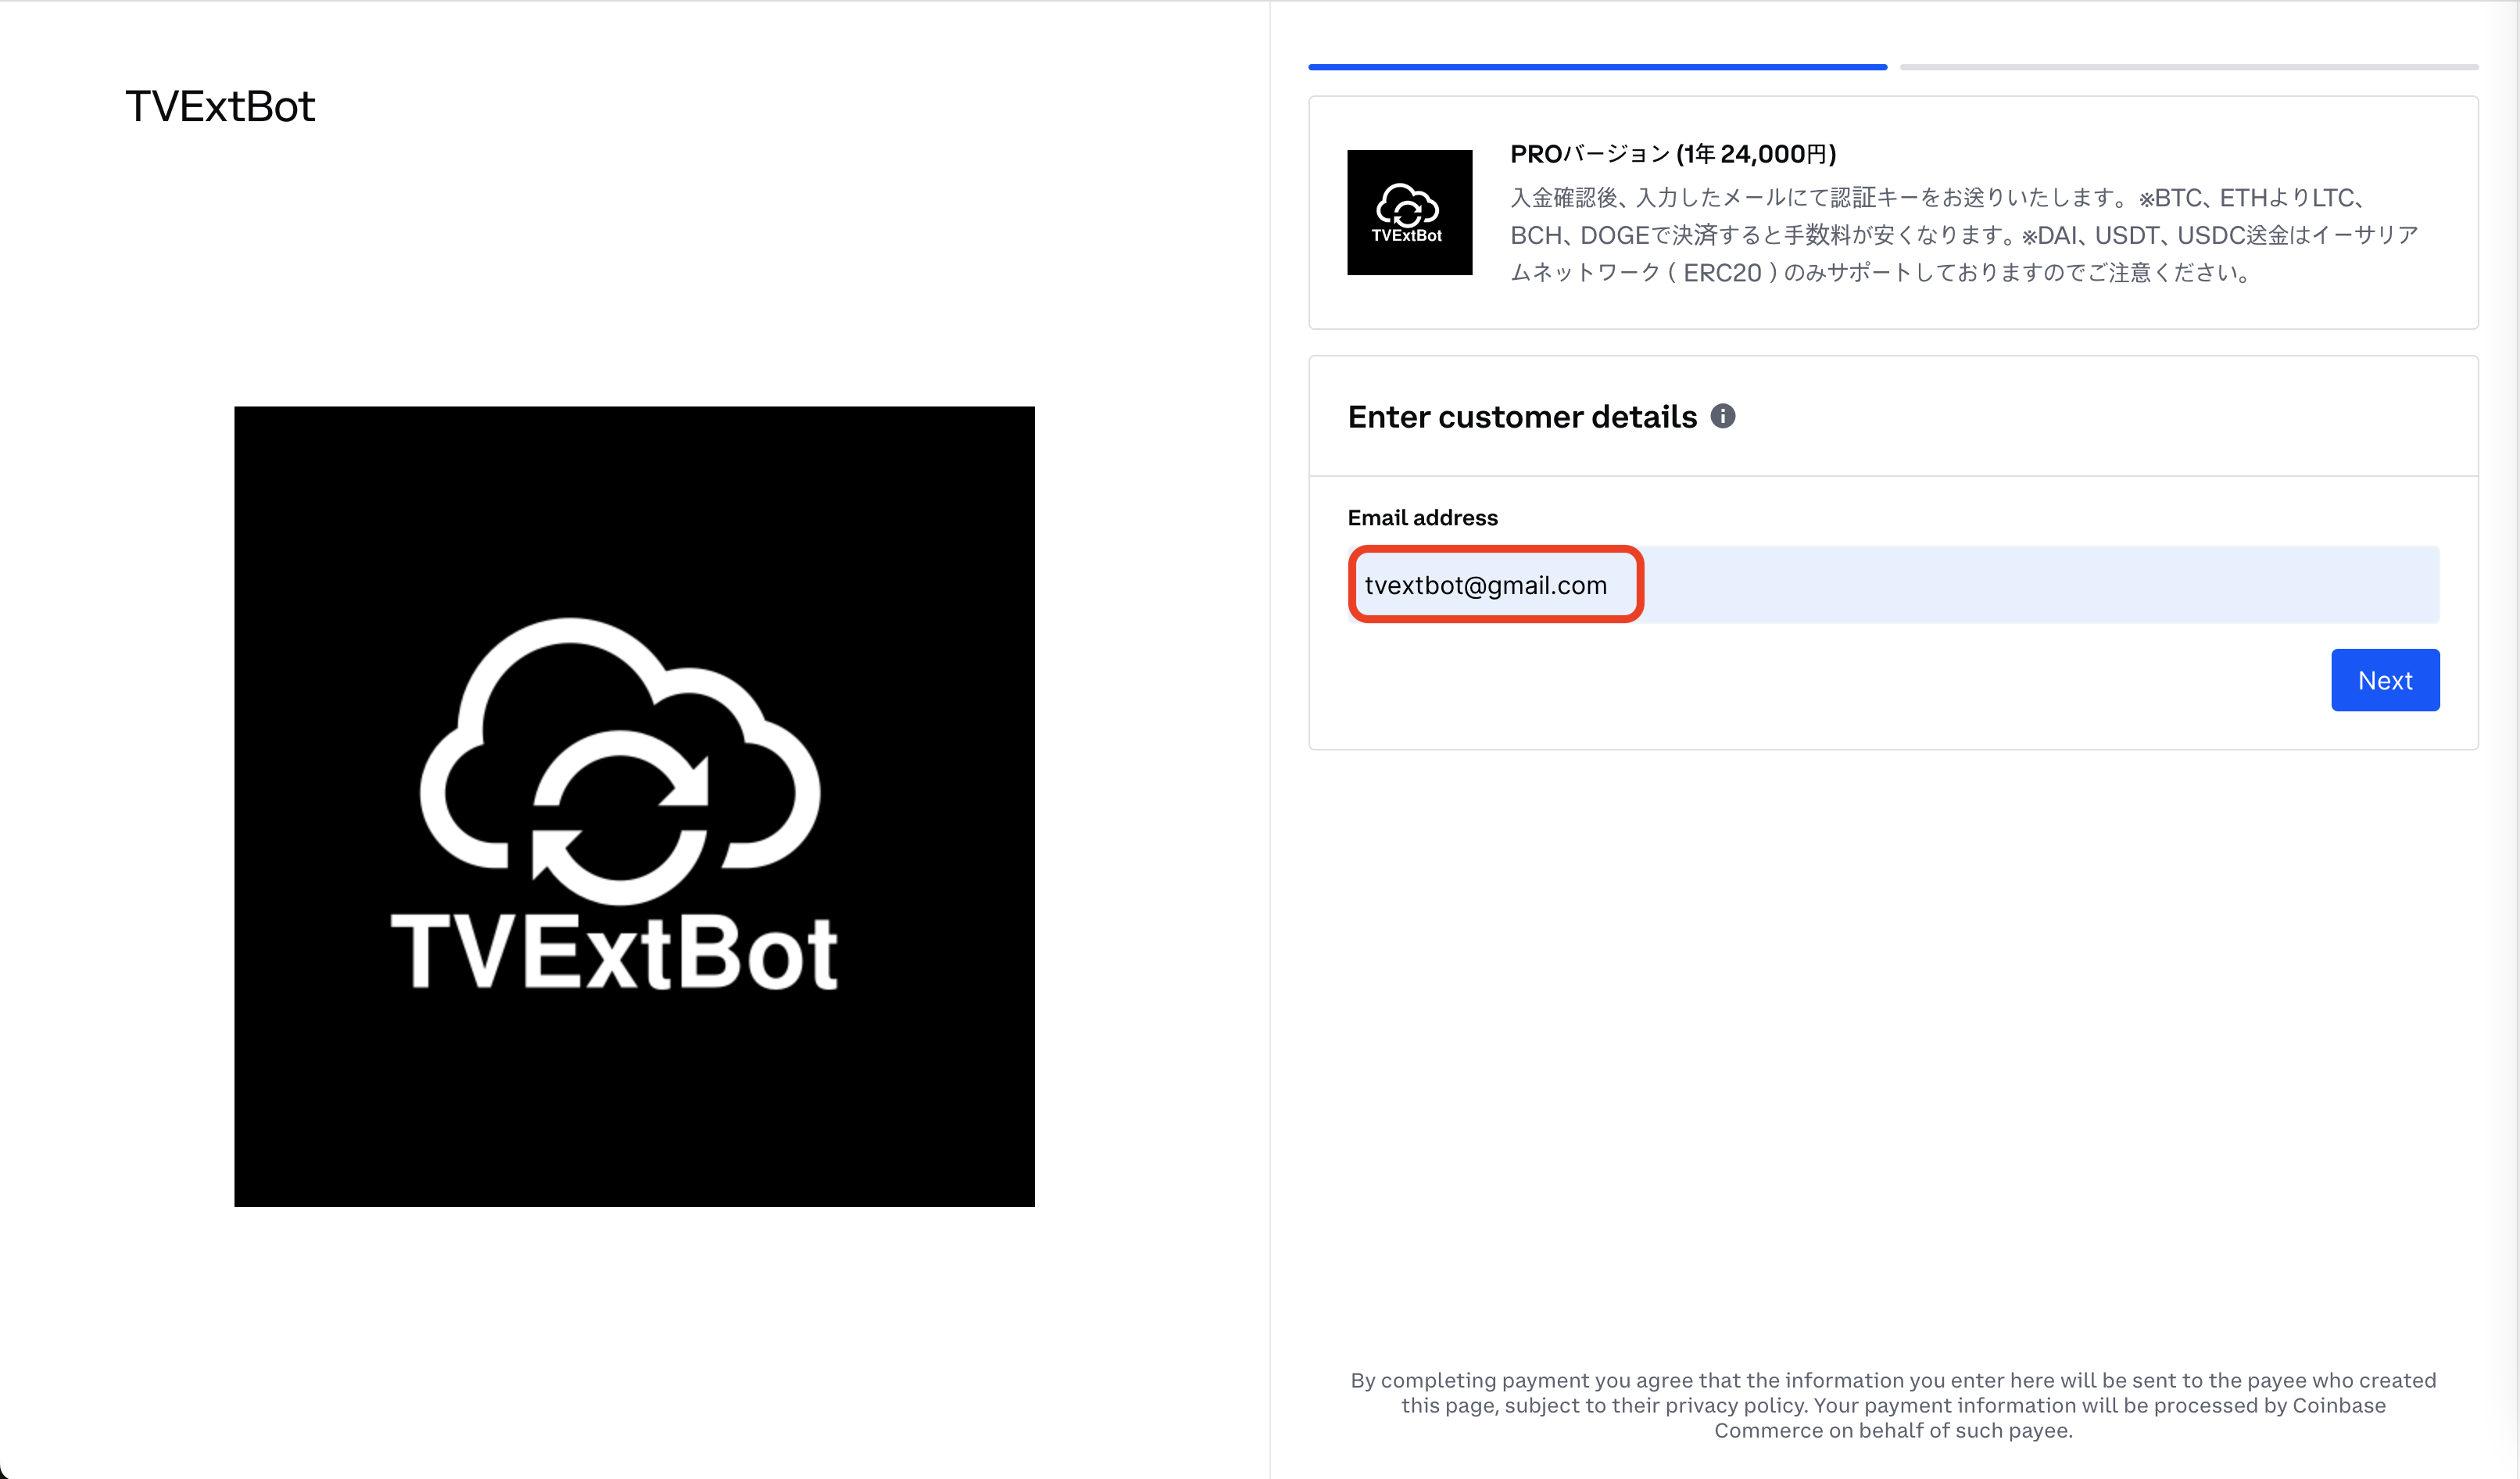 TVExtBot
TVExtBot
TVExtBot
PROバージョン (1年 24,000円)
入金確認後、入力したメールにて認証キーをお送りいたします。※BTC、ETHよりLTC、
BCH、DOGEで決済すると手数料が安くなります。※DAI、USDT、USDC送金はイーサリア
ムネットワーク ( ERC20 ) のみサポートしておりますのでご注意ください。
Enter customer details
Email address
tvextbot@gmail.com
Next
By completing payment you agree that the information you enter here will be sent to the payee who created
this page, subject to their privacy policy. Your payment information will be processed by Coinbase
Commerce on behalf of such payee.